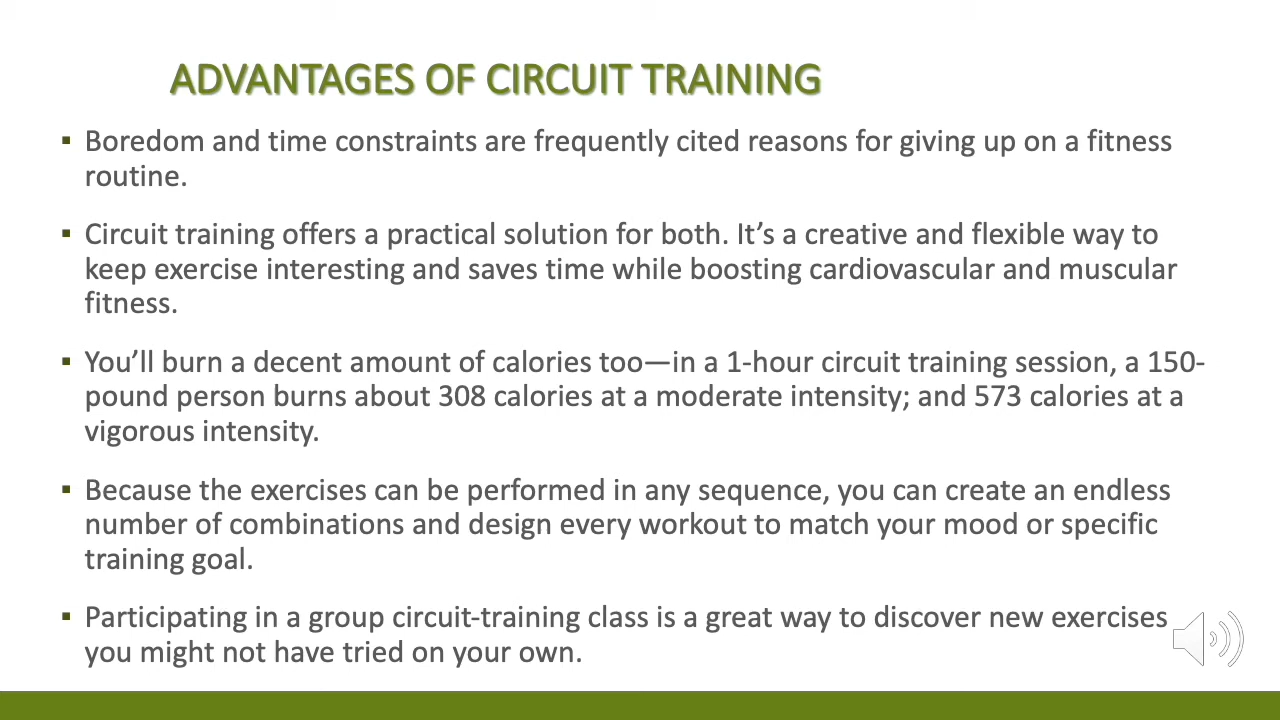 ADVANTAGES OF CIRCUIT TRAINING
▪ Boredom and time constraints are frequently cited reasons for giving up on a fitness
routine.
▪ Circuit training offers a practical solution for both. It’s a creative and flexible way to
keep exercise interesting and saves time while boosting cardiovascular and muscular
fitness.
▪ You’ll burn a decent amount of calories too—in a 1-hour circuit training session, a 150-
pound person burns about 308 calories at a moderate intensity; and 573 calories at a
vigorous intensity.
▪ Because the exercises can be performed in any sequence, you can create an endless
number of combinations and design every workout to match your mood or specific
training goal.
▪ Participating in a group circuit-training class is a great way to discover new exercises
you might not have tried on your own.